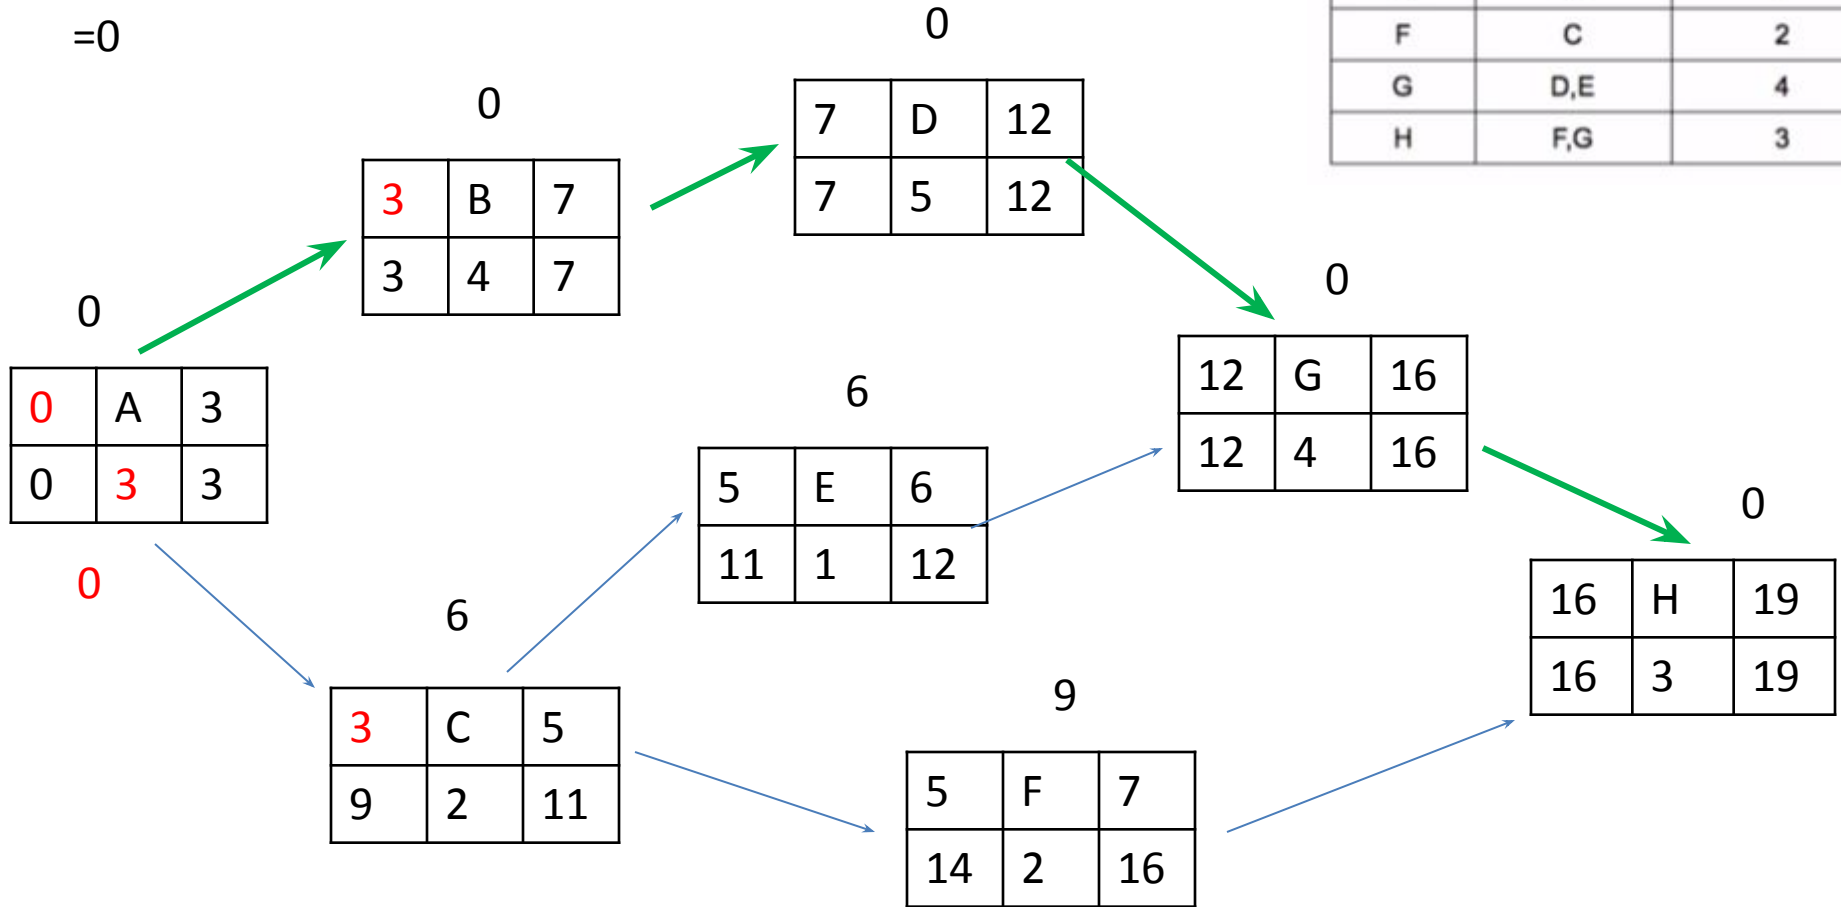 =0
0
F C 2
G D,E 4
H F,G 3
7 D 12
7 5 12
0
3 B 7
3 4 7
0
0 A 3
0 3 3
0
0
12 G 16
12 4 16
6
5 E 6
11 1 12
0
16 H 19
16 3 19
6
3 C 5
9 2 11
9
5 F 7
14 2 16